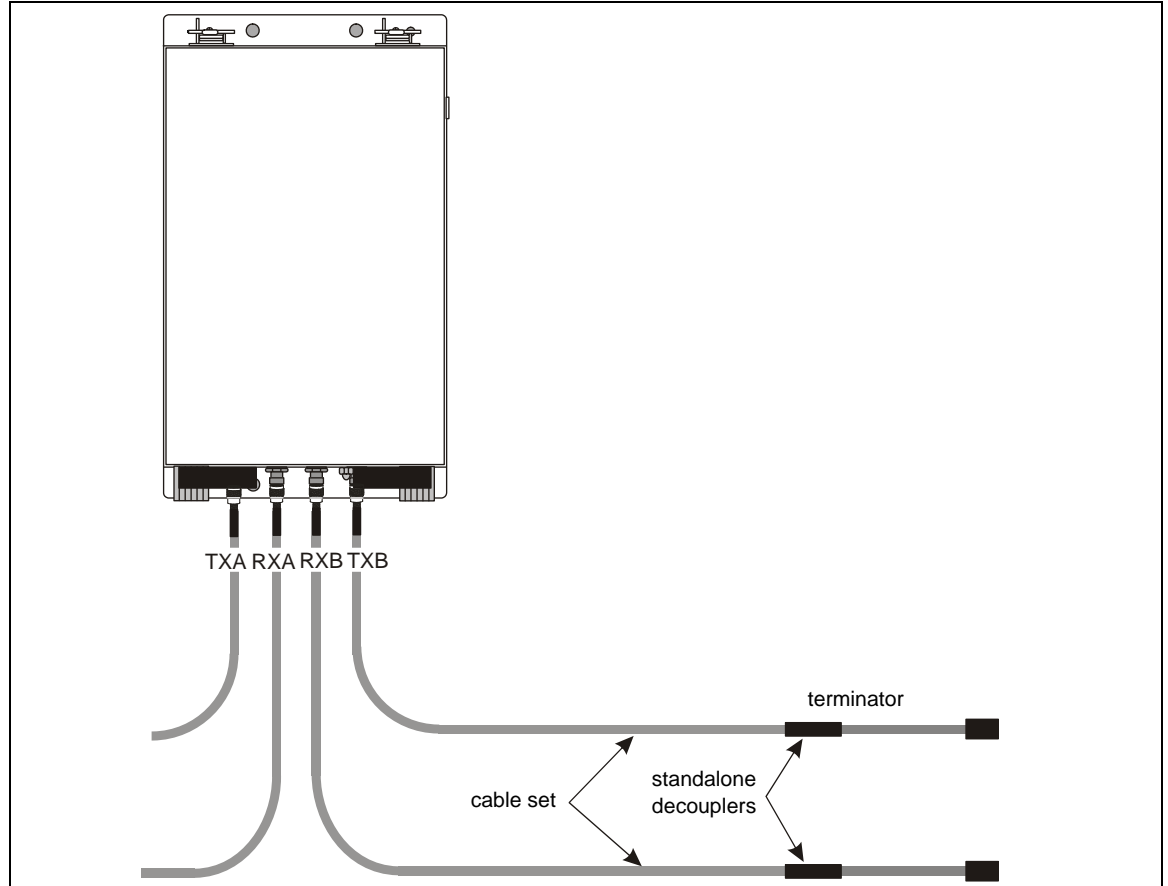 TXA RXA RXB TXB
terminator
standalone
decouplers
cable set